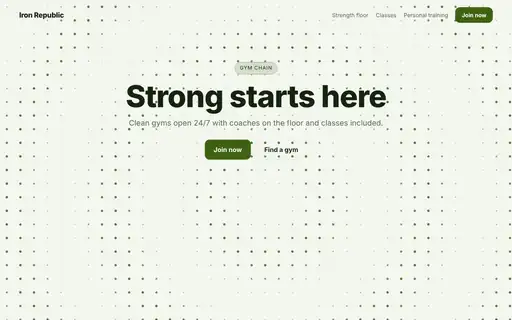 Iron Republic
Strength floor Classes Personal training Join now
GYM CHAIN
Strong starts here
Clean gyms open 24/7 with coaches on the floor and classes included.
Join now Find a gym